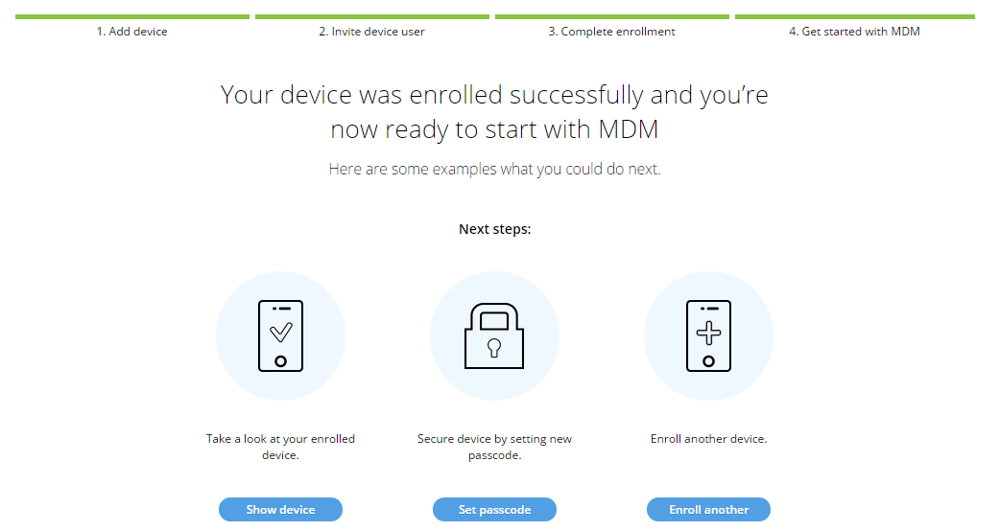 1. Add device
2. Invite device user
3. Complete enrollment
4. Get started with MDM
Your device was enrolled successfully and you’re
now ready to start with MDM
Here are some examples what you could do next.
Next steps:
Take a look at your enrolled
device.
Secure device by setting new
passcode.
Enroll another device.
Show device
Set passcode
Enroll another